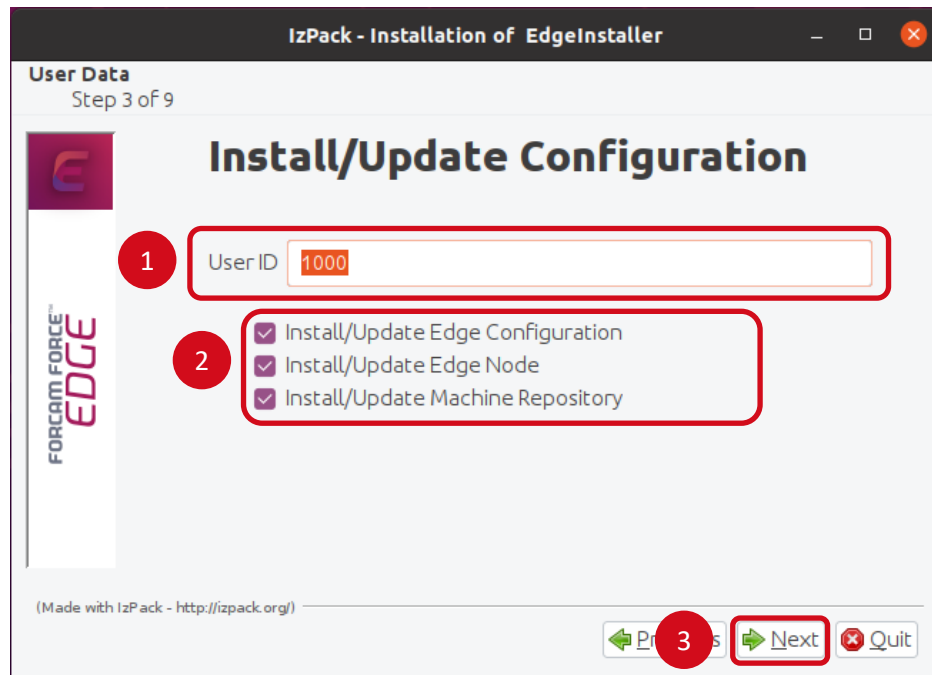 IzPack - Installation of EdgeInstaller
User Data
Step 3 of 9
Install/Update Configuration
1
User ID
1000
2
Install/Update Edge Configuration
Install/Update Edge Node
Install/Update Machine Repository
FORCAM FORCE™
EDGE
(Made with IzPack - http://izpack.org/)
3
Next
Quit